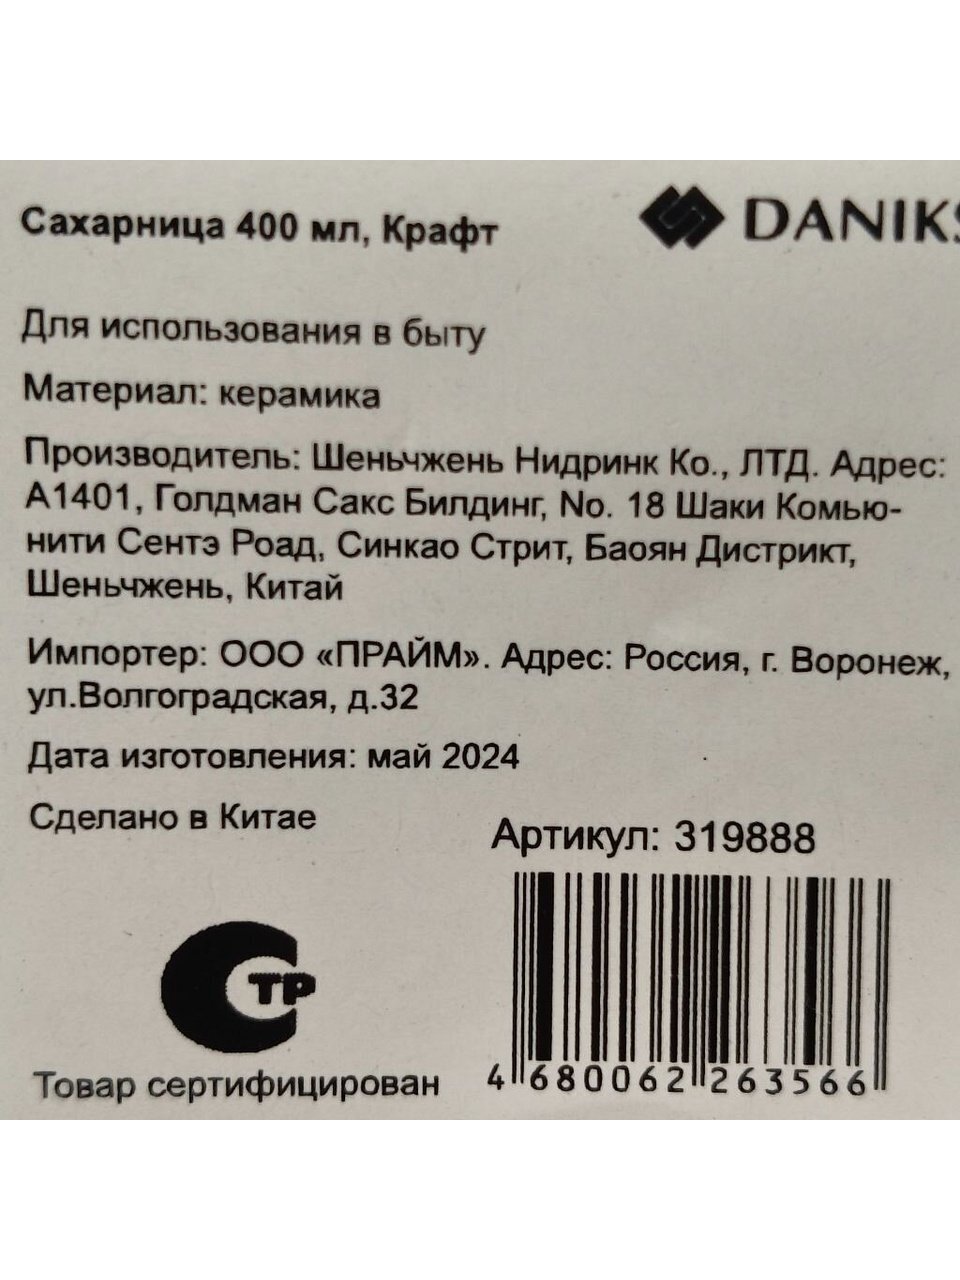 Сахарница 400 мл, Крафт
DANIKS
Для использования в быту
Материал: керамика
Производитель: Шеньчжень Нидринк Ко., ЛТД. Адрес:
А1401, Голдман Сакс Билдинг, No. 18 Шаки Комью-
нити Сентэ Роад, Синкао Стрит, Баоян Дистрикт,
Шеньчжень, Китай
Импортер: ООО «ПРАЙМ». Адрес: Россия, г. Воронеж,
ул.Волгоградская, д.32
Дата изготовления: май 2024
Сделано в Китае
Артикул: 319888
СТР
Товар сертифицирован
4 680062 263566